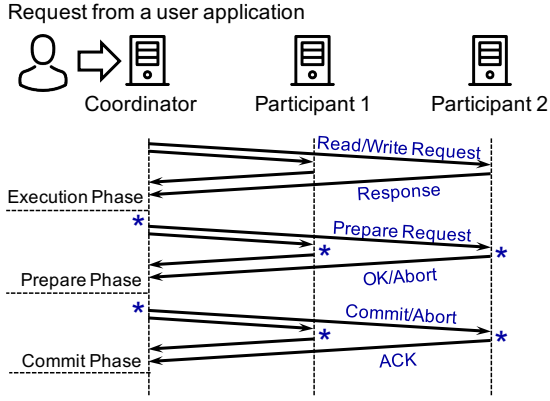 Request from a user application
Coordinator
Participant 1
Participant 2
Read/Write Request
Response
Execution Phase
*
Prepare Request
*
*
OK/Abort
Prepare Phase
*
Commit/Abort
*
*
ACK
Commit Phase